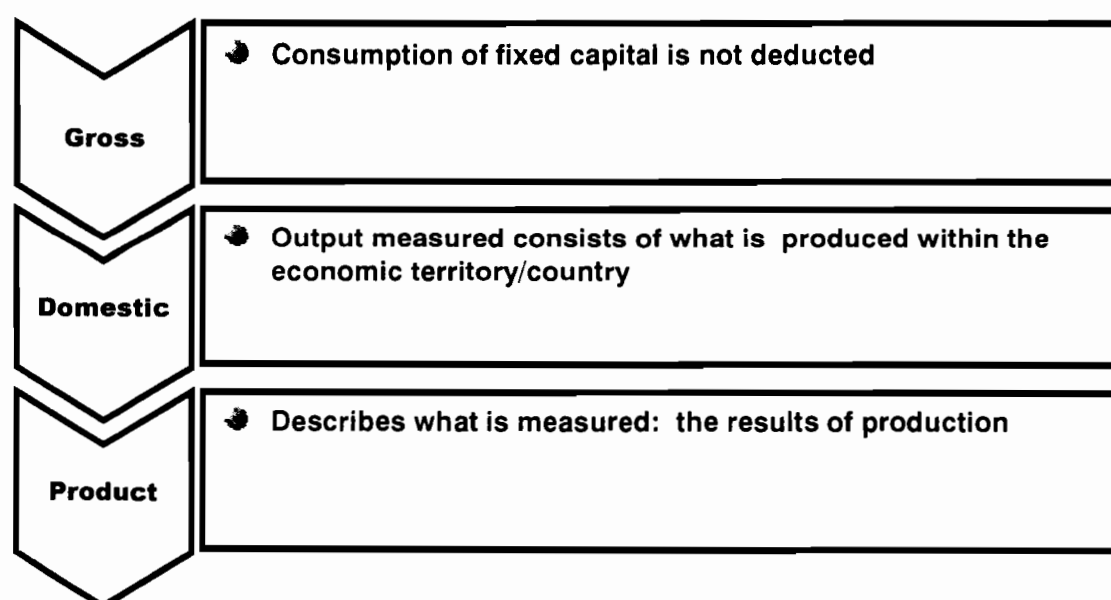 Gross
Consumption of fixed capital is not deducted
Domestic
Output measured consists of what is produced within the
economic territory/country
Product
Describes what is measured: the results of production